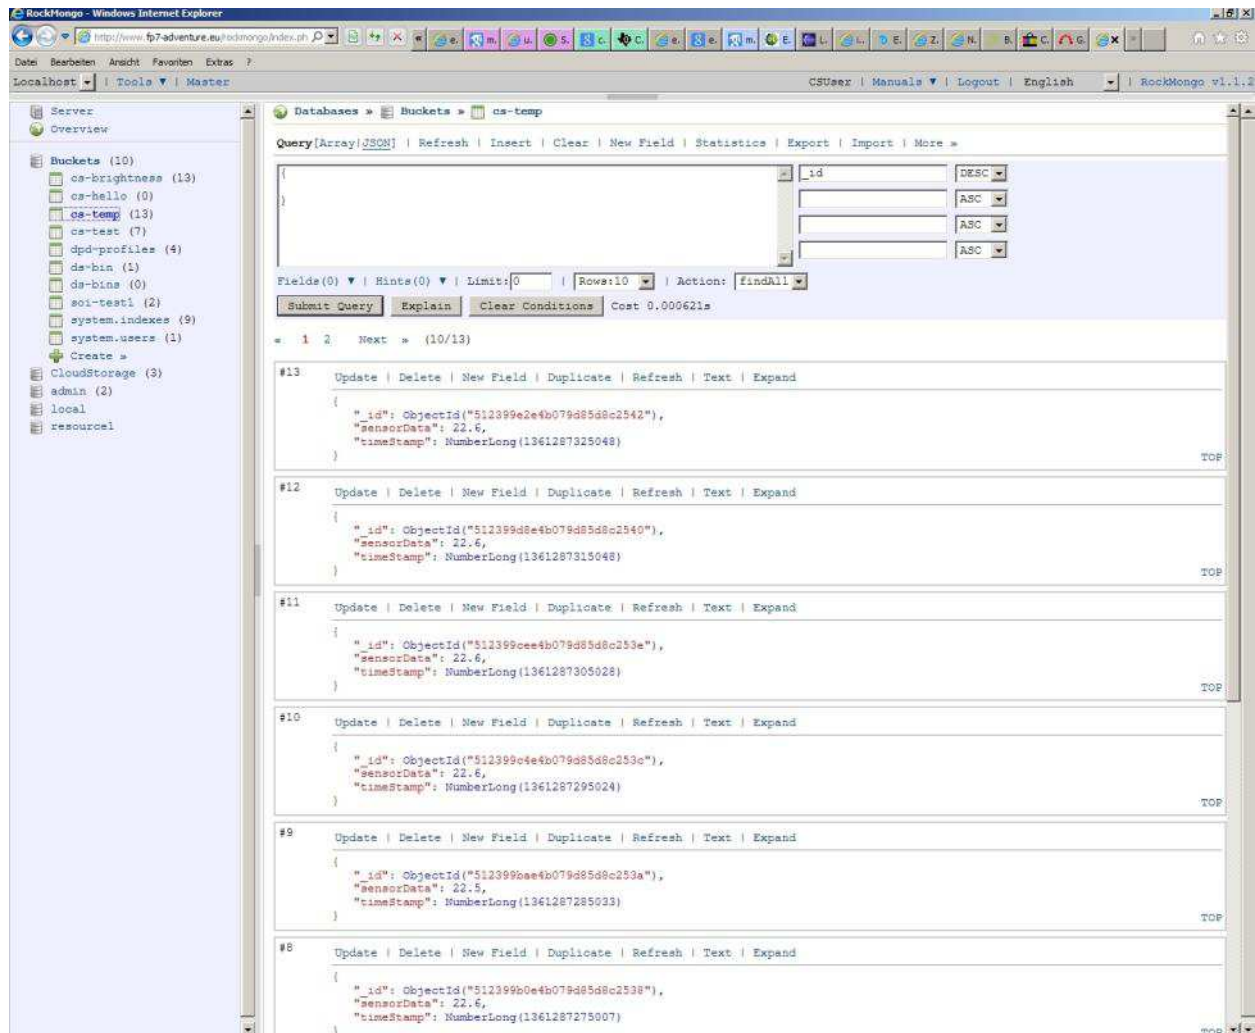 RockMongo - Windows Internet Explorer
http://www.fp7-adventure.eu/rockmongo/index.ph
Datei Bearbeiten Ansicht Favoriten Extras ?
Localhost | Tools ▼ | Master CSUser | Manuals ▼ | Logout | English | RockMongo v1.1.2
Server
Overview
Buckets (10)
cs-brightness (13)
cs-hello (0)
cs-temp (13)
cs-test (7)
dpd-profiles (4)
ds-bin (1)
ds-bins (0)
soi-test1 (2)
system.indexes (9)
system.users (1)
Create »
CloudStorage (3)
admin (2)
local
resource1
Databases » Buckets » cs-temp
Query[Array|JSON] | Refresh | Insert | Clear | New Field | Statistics | Export | Import | More »
{ _id DESC
} ASC
ASC
ASC
Fields(0) ▼ | Hints(0) ▼ | Limit: 0 | Rows:10 | Action: findAll
Submit Query Explain Clear Conditions Cost 0.000621s
« 1 2 Next » (10/13)
#13 Update | Delete | New Field | Duplicate | Refresh | Text | Expand
{
"_id": ObjectId("512399e2e4b079d85d8c2542"),
"sensorData": 22.6,
"timeStamp": NumberLong(1361287325048)
}
TOP
#12 Update | Delete | New Field | Duplicate | Refresh | Text | Expand
{
"_id": ObjectId("512399d8e4b079d85d8c2540"),
"sensorData": 22.6,
"timeStamp": NumberLong(1361287315048)
}
TOP
#11 Update | Delete | New Field | Duplicate | Refresh | Text | Expand
{
"_id": ObjectId("512399cee4b079d85d8c253e"),
"sensorData": 22.6,
"timeStamp": NumberLong(1361287305028)
}
TOP
#10 Update | Delete | New Field | Duplicate | Refresh | Text | Expand
{
"_id": ObjectId("512399c4e4b079d85d8c253c"),
"sensorData": 22.6,
"timeStamp": NumberLong(1361287295024)
}
TOP
#9 Update | Delete | New Field | Duplicate | Refresh | Text | Expand
{
"_id": ObjectId("512399bae4b079d85d8c253a"),
"sensorData": 22.5,
"timeStamp": NumberLong(1361287285033)
}
TOP
#8 Update | Delete | New Field | Duplicate | Refresh | Text | Expand
{
"_id": ObjectId("512399b0e4b079d85d8c2538"),
"sensorData": 22.6,
"timeStamp": NumberLong(1361287275007)
}
TOP